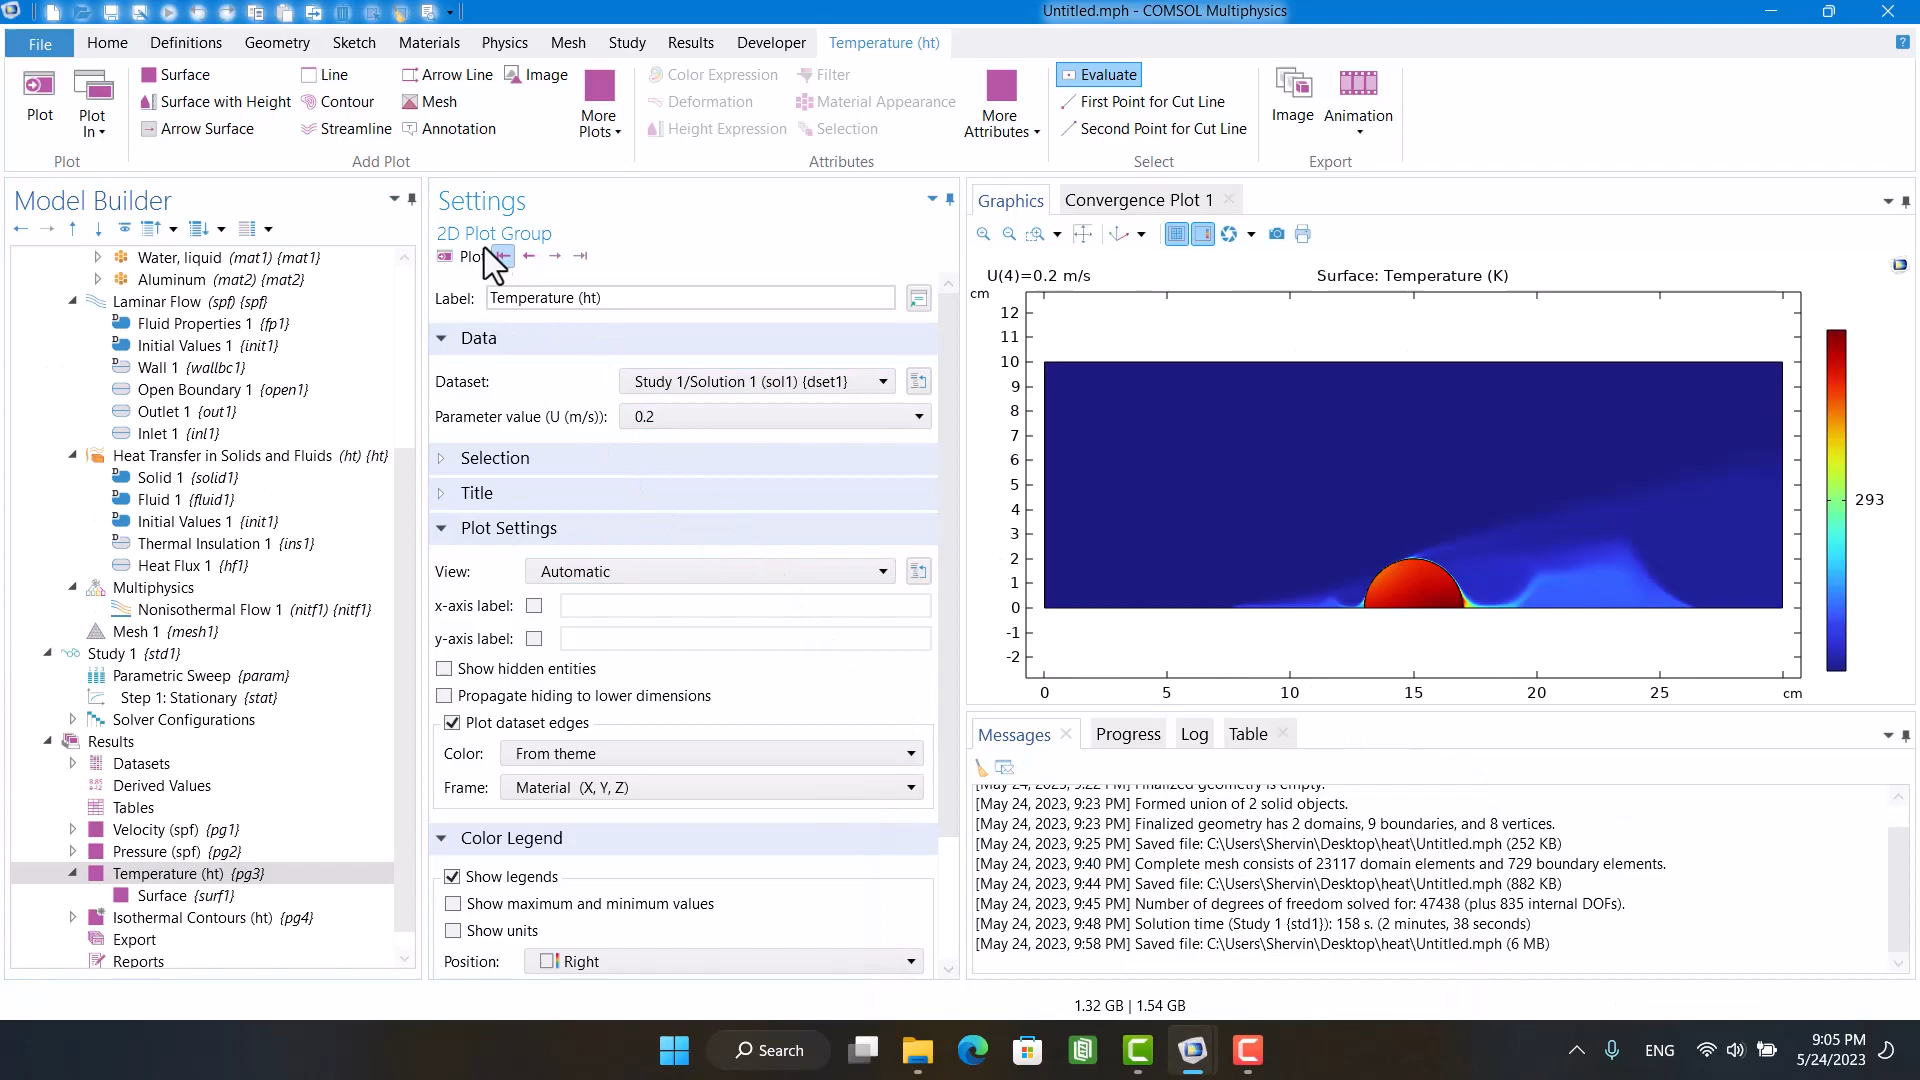 Untitled.mph - COMSOL Multiphysics
File Home Definitions Geometry Sketch Materials Physics Mesh Study Results Developer Temperature (ht)
Plot
Plot In
Plot
Surface
Surface with Height
Arrow Surface
Line
Contour
Streamline
Arrow Line
Mesh
Annotation
Image
More Plots
Add Plot
Color Expression
Deformation
Height Expression
Filter
Material Appearance
Selection
More Attributes
Attributes
Evaluate
First Point for Cut Line
Second Point for Cut Line
Select
Image
Animation
Export
Model Builder
Water, liquid (mat1) {mat1}
Aluminum (mat2) {mat2}
Laminar Flow (spf) {spf}
Fluid Properties 1 {fp1}
Initial Values 1 {init1}
Wall 1 {wallbc1}
Open Boundary 1 {open1}
Outlet 1 {out1}
Inlet 1 {inl1}
Heat Transfer in Solids and Fluids (ht) {ht}
Solid 1 {solid1}
Fluid 1 {fluid1}
Initial Values 1 {init1}
Thermal Insulation 1 {ins1}
Heat Flux 1 {hf1}
Multiphysics
Nonisothermal Flow 1 (nitf1) {nitf1}
Mesh 1 {mesh1}
Study 1 {std1}
Parametric Sweep {param}
Step 1: Stationary {stat}
Solver Configurations
Results
Datasets
8.85
e-12
Derived Values
Tables
Velocity (spf) {pg1}
Pressure (spf) {pg2}
Temperature (ht) {pg3}
Surface {surf1}
Isothermal Contours (ht) {pg4}
Export
Reports
Settings
2D Plot Group
Plot
Label: Temperature (ht)
Data
Dataset: Study 1/Solution 1 (sol1) {dset1}
Parameter value (U (m/s)): 0.2
Selection
Title
Plot Settings
View: Automatic
x-axis label:
y-axis label:
Show hidden entities
Propagate hiding to lower dimensions
Plot dataset edges
Color: From theme
Frame: Material (X, Y, Z)
Color Legend
Show legends
Show maximum and minimum values
Show units
Position: Right
Graphics Convergence Plot 1
U(4)=0.2 m/s Surface: Temperature (K)
cm
12
11
10
9
8
7
6
5
4
3
2
1
0
-1
-2
0 5 10 15 20 25 cm
293
Messages Progress Log Table
[May 24, 2023, 9:22 PM] Finalized geometry is empty.
[May 24, 2023, 9:23 PM] Formed union of 2 solid objects.
[May 24, 2023, 9:23 PM] Finalized geometry has 2 domains, 9 boundaries, and 8 vertices.
[May 24, 2023, 9:25 PM] Saved file: C:\Users\Shervin\Desktop\heat\Untitled.mph (252 KB)
[May 24, 2023, 9:40 PM] Complete mesh consists of 23117 domain elements and 729 boundary elements.
[May 24, 2023, 9:44 PM] Saved file: C:\Users\Shervin\Desktop\heat\Untitled.mph (882 KB)
[May 24, 2023, 9:45 PM] Number of degrees of freedom solved for: 47438 (plus 835 internal DOFs).
[May 24, 2023, 9:48 PM] Solution time (Study 1 {std1}): 158 s. (2 minutes, 38 seconds)
[May 24, 2023, 9:58 PM] Saved file: C:\Users\Shervin\Desktop\heat\Untitled.mph (6 MB)
1.32 GB | 1.54 GB
Search
ENG
9:05 PM
5/24/2023